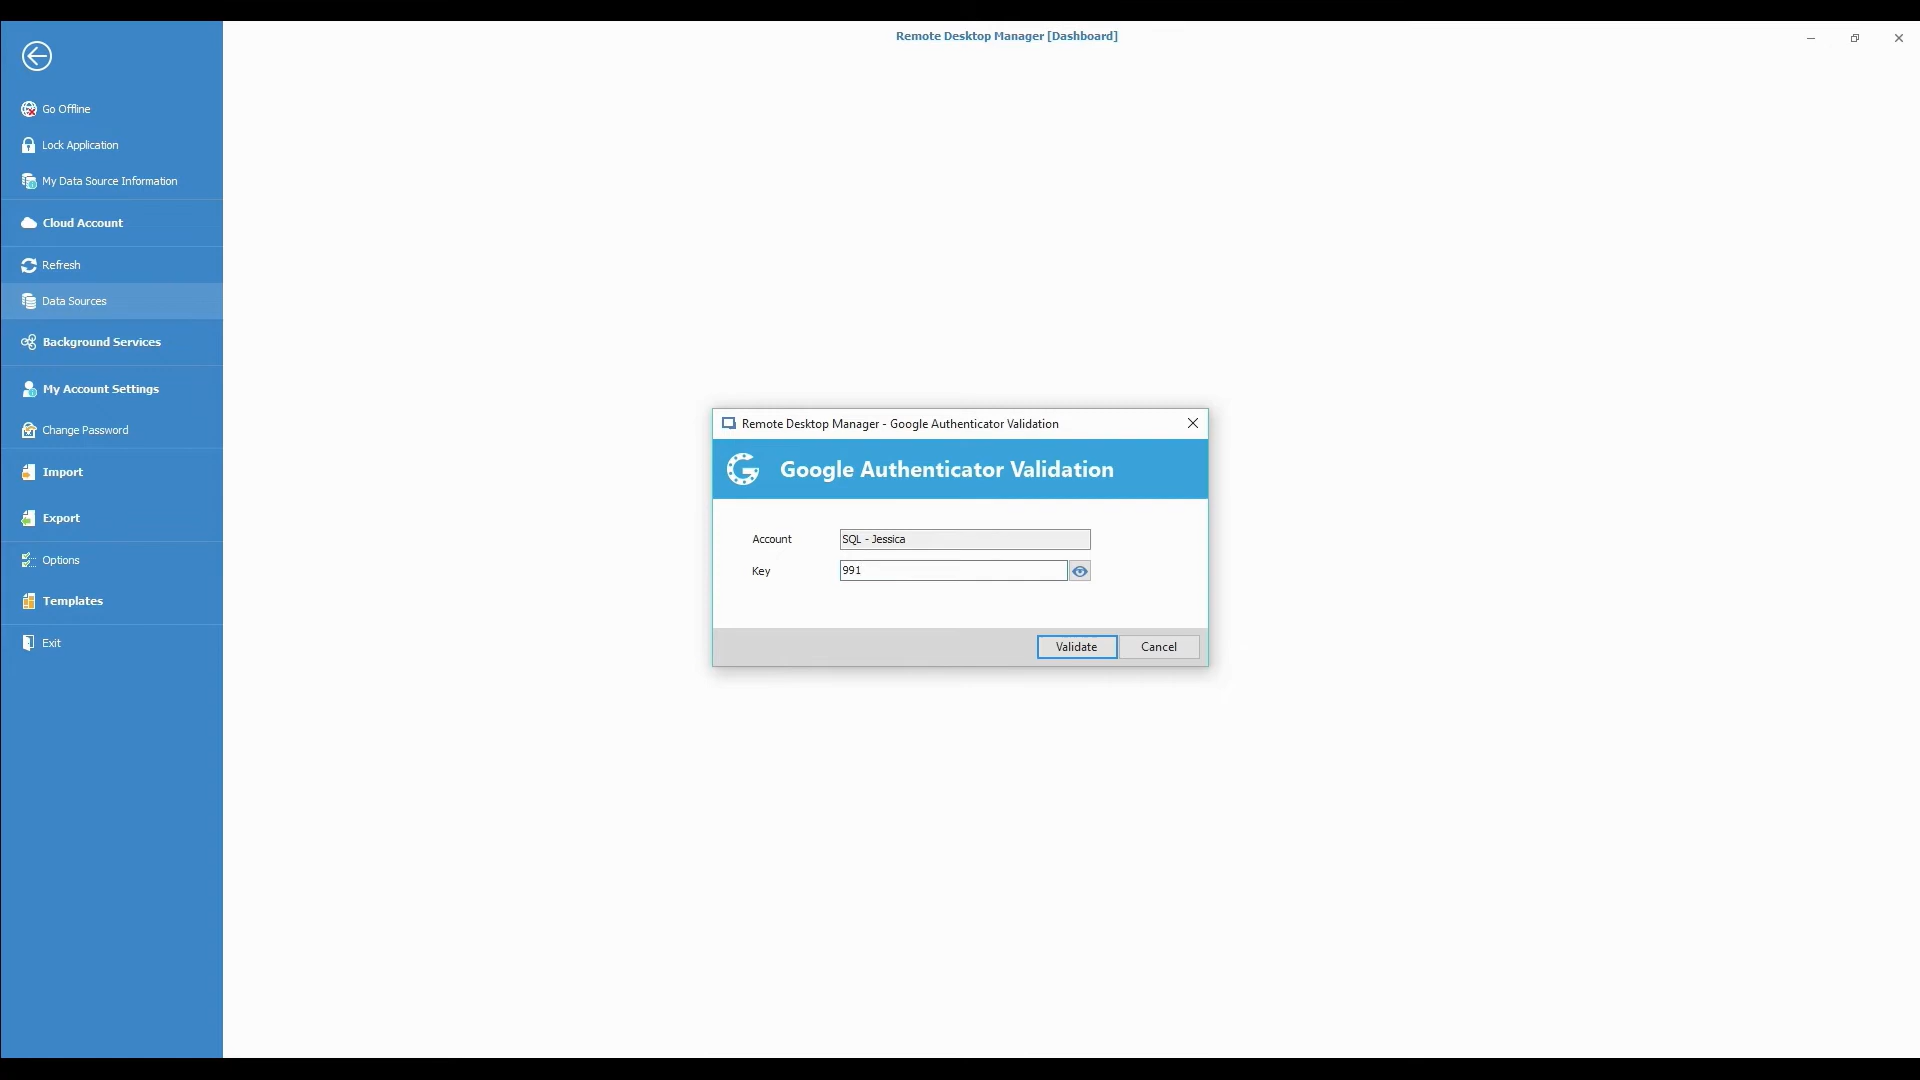 Remote Desktop Manager [Dashboard]
Go Offline
Lock Application
My Data Source Information
Cloud Account
Refresh
Data Sources
Background Services
My Account Settings
Change Password
Import
Export
Options
Templates
Exit
Remote Desktop Manager - Google Authenticator Validation
Google Authenticator Validation
Account SQL - Jessica
Key 991
Validate Cancel